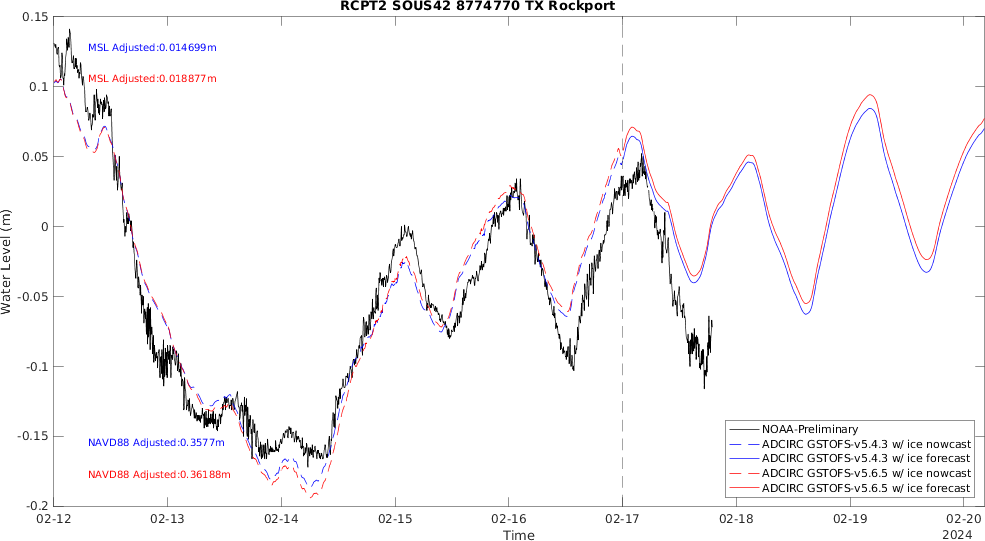 RCPT2 SOUS42 8774770 TX Rockport
MSL Adjusted:0.014699m
MSL Adjusted:0.018877m
NAVD88 Adjusted:0.3577m
NAVD88 Adjusted:0.36188m
Water Level (m)
0.15
0.1
0.05
0
-0.05
-0.1
-0.15
-0.2
NOAA-Preliminary
ADCIRC GSTOFS-v5.4.3 w/ ice nowcast
ADCIRC GSTOFS-v5.4.3 w/ ice forecast
ADCIRC GSTOFS-v5.6.5 w/ ice nowcast
ADCIRC GSTOFS-v5.6.5 w/ ice forecast
02-12 02-13 02-14 02-15 02-16 02-17 02-18 02-19 02-20
Time
2024